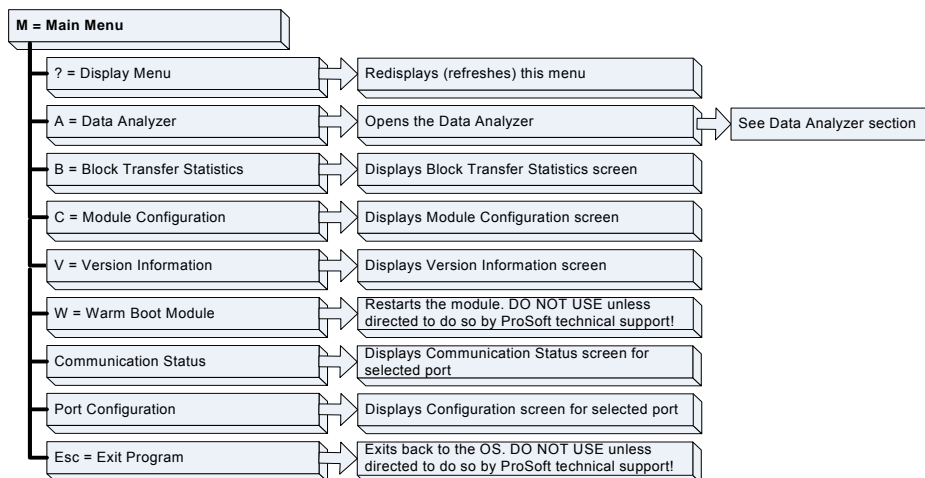 M = Main Menu
? = Display Menu
Redisplays (refreshes) this menu
A = Data Analyzer
Opens the Data Analyzer
See Data Analyzer section
B = Block Transfer Statistics
Displays Block Transfer Statistics screen
C = Module Configuration
Displays Module Configuration screen
V = Version Information
Displays Version Information screen
W = Warm Boot Module
Restarts the module. DO NOT USE unless
directed to do so by ProSoft technical support!
Communication Status
Displays Communication Status screen for
selected port
Port Configuration
Displays Configuration screen for selected port
Esc = Exit Program
Exits back to the OS. DO NOT USE unless
directed to do so by ProSoft technical support!